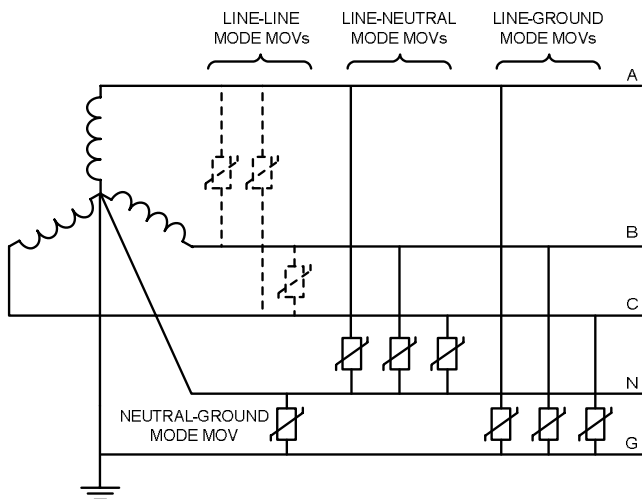 LINE-LINE
MODE MOVs
LINE-NEUTRAL
MODE MOVs
LINE-GROUND
MODE MOVs
A
B
C
N
NEUTRAL-GROUND
MODE MOV
G